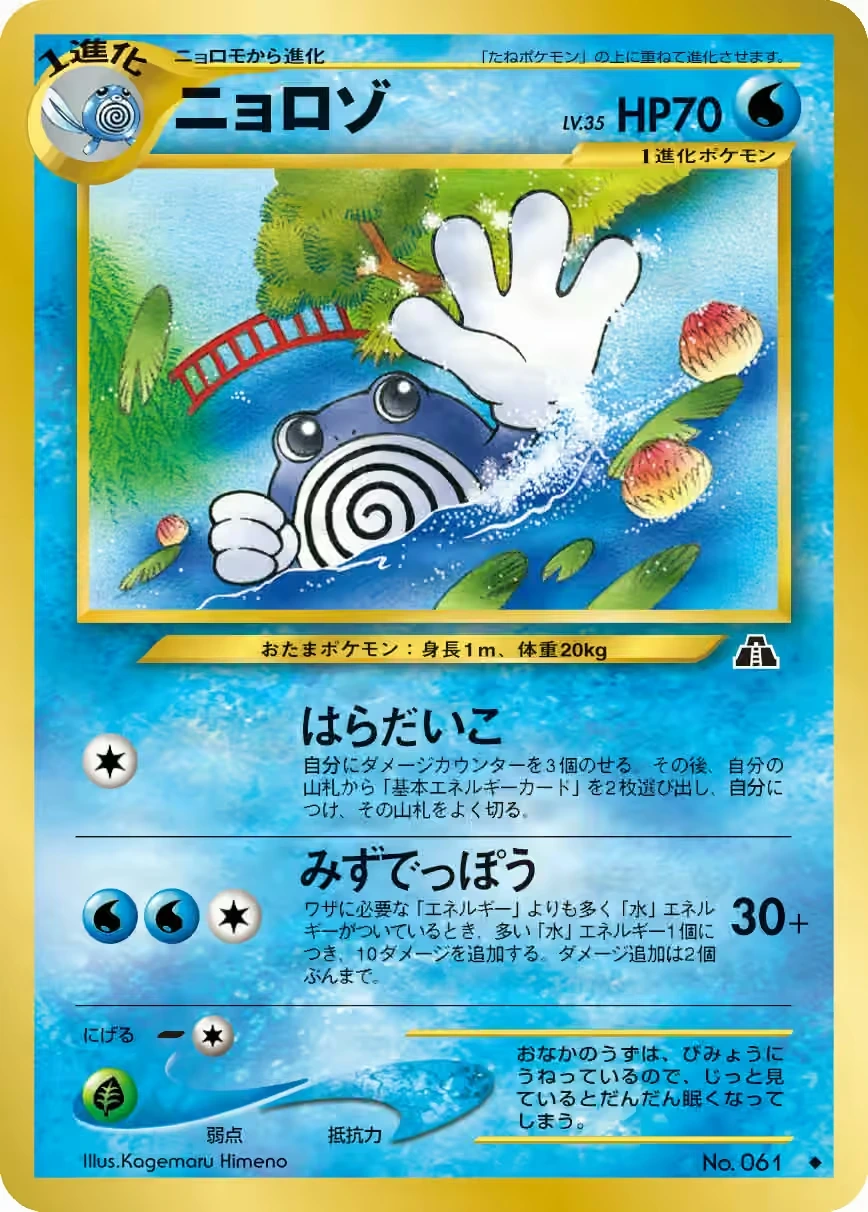 1進化
ニョロモから進化
「たねポケモン」の上に重ねて進化させます。
ニョロゾ
LV.35 HP70
1進化ポケモン
おたまポケモン：身長1m、体重20kg
はらだいこ
自分にダメージカウンターを3個のせる。その後、自分の
山札から「基本エネルギーカード」を2枚選び出し、自分に
つけ、その山札をよく切る。
みずでっぽう
ワザに必要な「エネルギー」よりも多く「水」エネル
ギーがついているとき、多い「水」エネルギー1個に
つき、10ダメージを追加する。ダメージ追加は2個
ぶんまで。
30+
にげる
おなかのうずは、びみょうに
うねっているので、じっと見
ているとだんだん眠くなって
しまう。
弱点
抵抗力
Illus.Kagemaru Himeno
No. 061